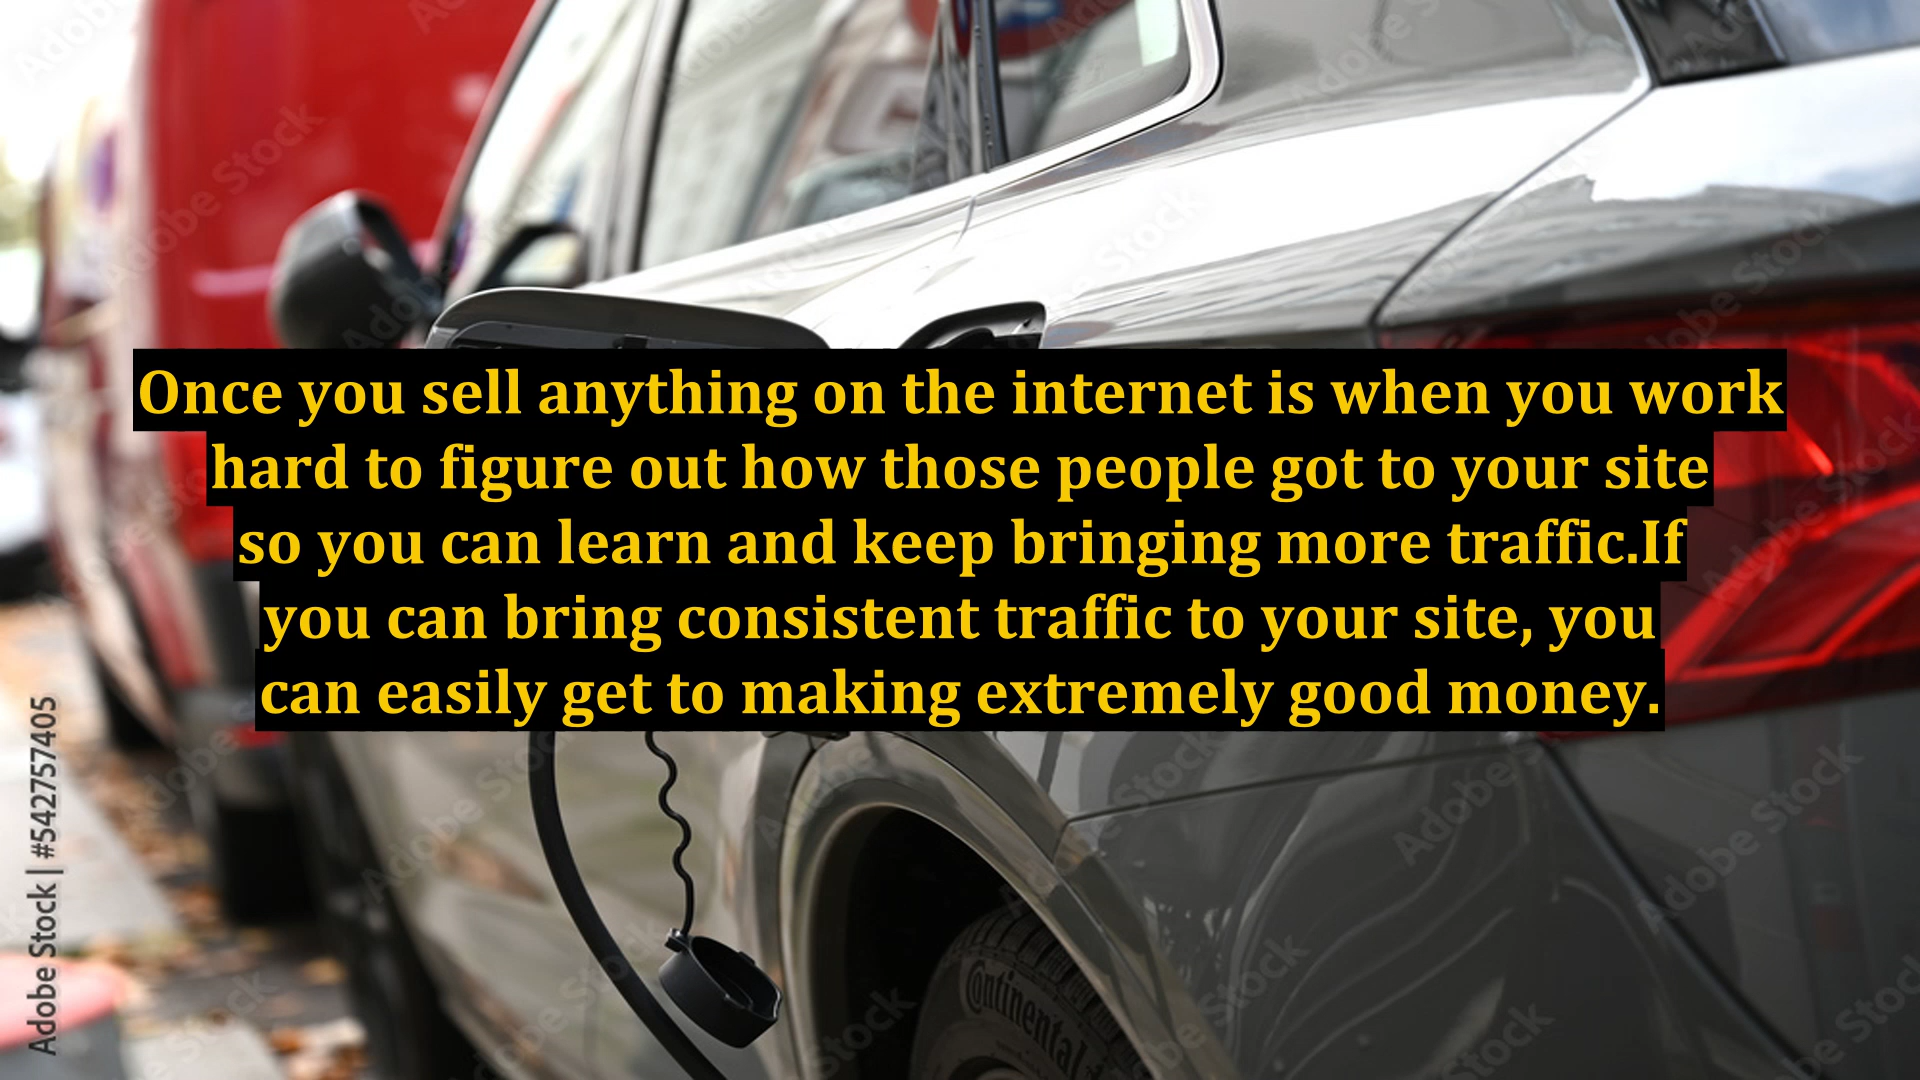 Once you sell anything on the internet is when you work
hard to figure out how those people got to your site
so you can learn and keep bringing more traffic.If
you can bring consistent traffic to your site, you
can easily get to making extremely good money.
Adobe Stock | #542757405
Continental
Adobe Stock